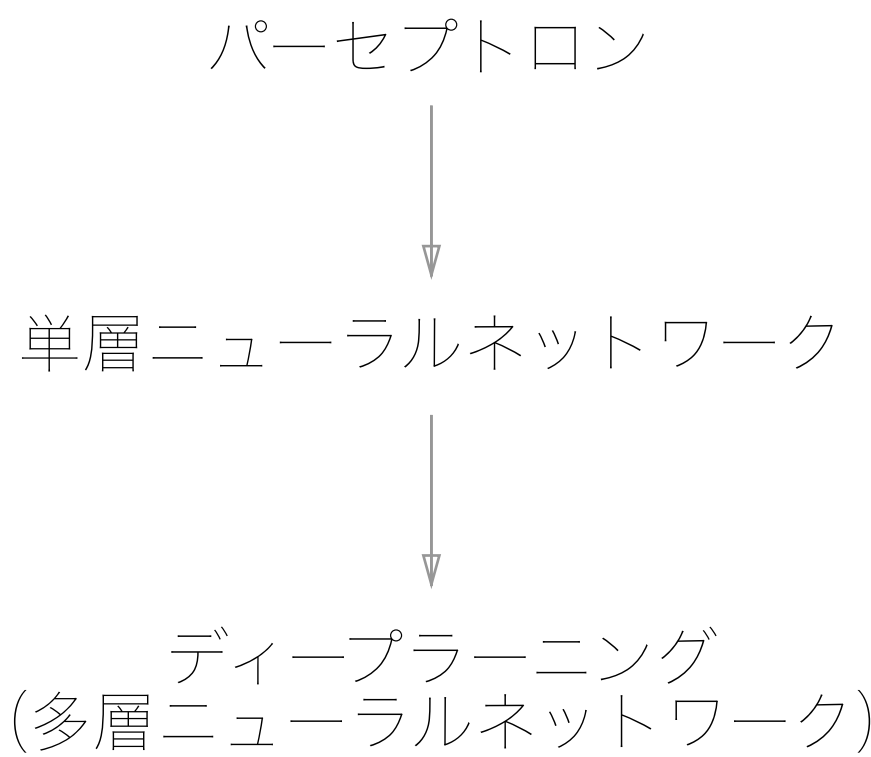 パーセプトロン
単層ニューラルネットワーク
ディープラーニング
(多層ニューラルネットワーク)